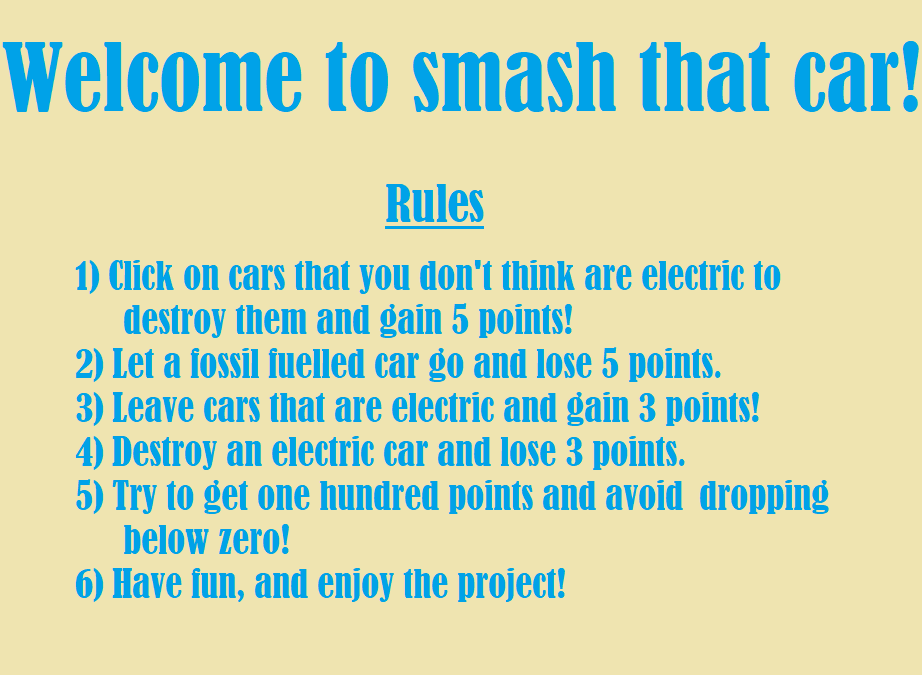 Welcome to smash that car!
Rules
1) Click on cars that you don't think are electric to
destroy them and gain 5 points!
2) Let a fossil fuelled car go and lose 5 points.
3) Leave cars that are electric and gain 3 points!
4) Destroy an electric car and lose 3 points.
5) Try to get one hundred points and avoid dropping
below zero!
6) Have fun, and enjoy the project!